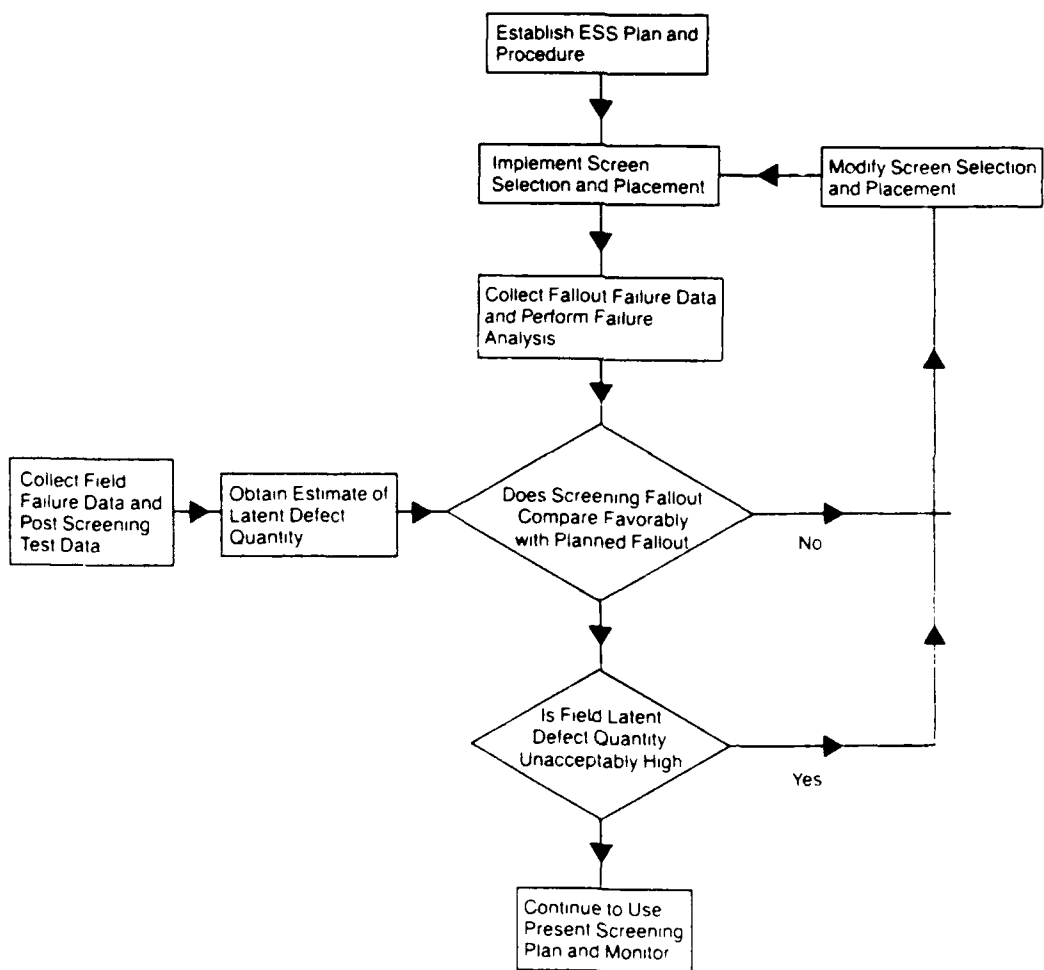 Establish ESS Plan and
Procedure
Implement Screen
Selection and Placement
Modify Screen Selection
and Placement
Collect Fallout Failure Data
and Perform Failure
Analysis
Collect Field
Failure Data and
Post Screening
Test Data
Obtain Estimate of
Latent Defect
Quantity
Does Screening Fallout
Compare Favorably
with Planned Fallout
No
Is Field Latent
Defect Quantity
Unacceptably High
Yes
Continue to Use
Present Screening
Plan and Monitor